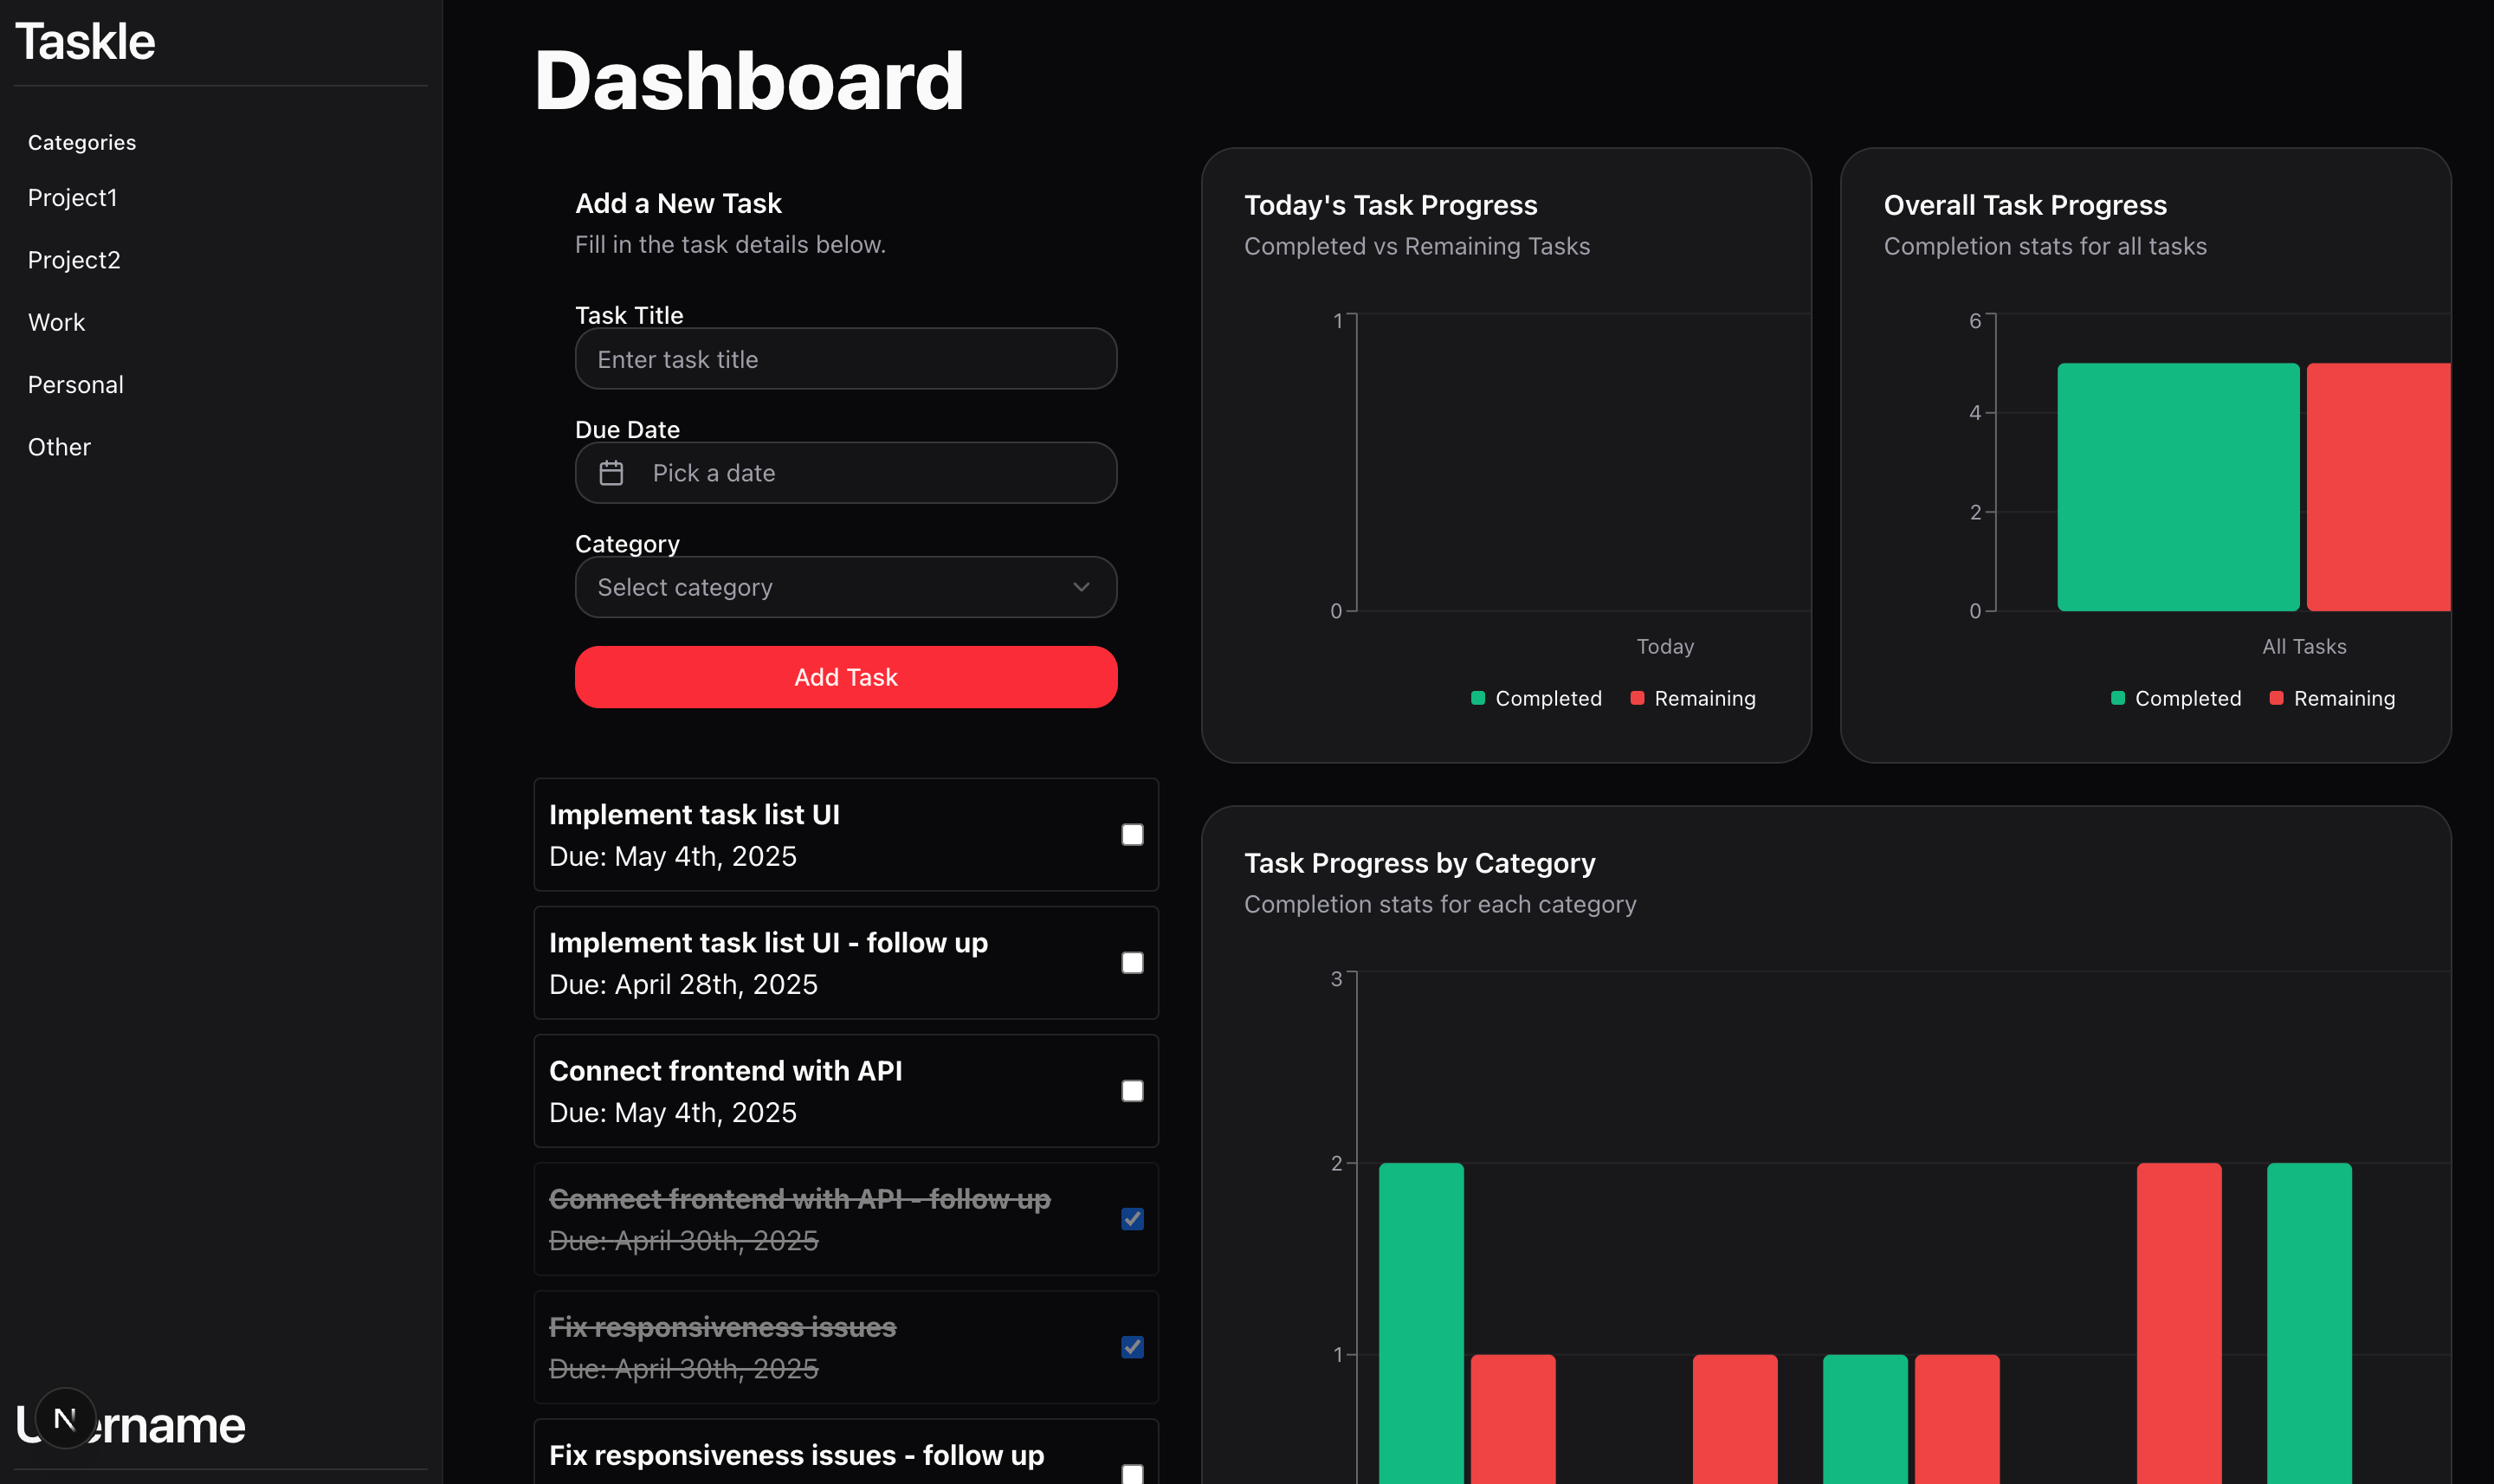 Taskle
Categories
Project1
Project2
Work
Personal
Other
Dashboard
Add a New Task
Fill in the task details below.
Task Title
Enter task title
Due Date
Pick a date
Category
Select category
Add Task
Implement task list UI
Due: May 4th, 2025
Implement task list UI - follow up
Due: April 28th, 2025
Connect frontend with API
Due: May 4th, 2025
Connect frontend with API - follow up
Due: April 30th, 2025
Fix responsiveness issues
Due: April 30th, 2025
Fix responsiveness issues - follow up
Today's Task Progress
Completed vs Remaining Tasks
1
0
Today
Completed Remaining
Overall Task Progress
Completion stats for all tasks
6
4
2
0
All Tasks
Completed Remaining
Task Progress by Category
Completion stats for each category
3
2
1
N